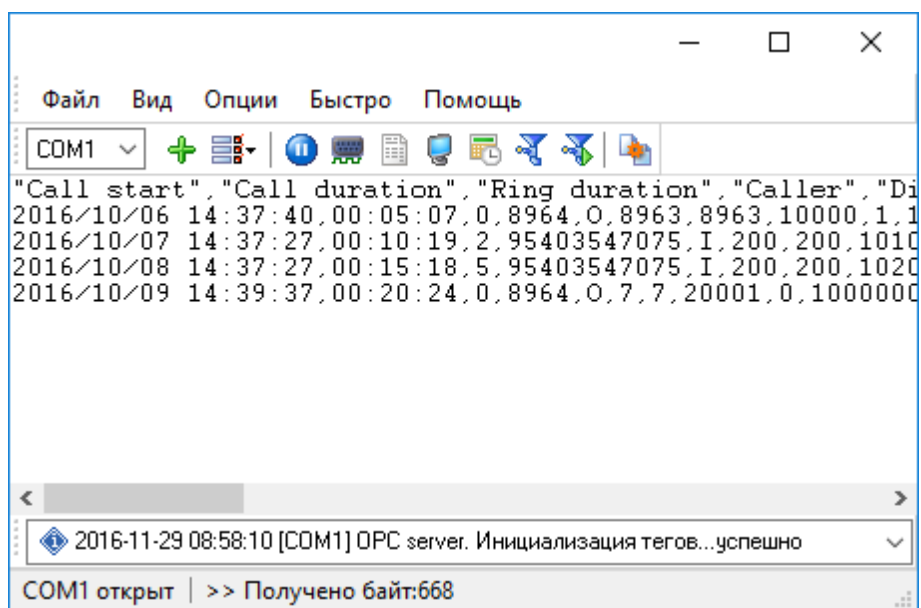 Файл Вид Опции Быстро Помощь
COM1
"Call start","Call duration","Ring duration","Caller","Di
2016/10/06 14:37:40,00:05:07,0,8964,O,8963,8963,10000,1,1
2016/10/07 14:37:27,00:10:19,2,95403547075,I,200,200,1010
2016/10/08 14:37:27,00:15:18,5,95403547075,I,200,200,1020
2016/10/09 14:39:37,00:20:24,0,8964,O,7,7,20001,0,1000000
2016-11-29 08:58:10 [COM1] OPC server. Инициализация тегов...успешно
COM1 открыт >> Получено байт:668